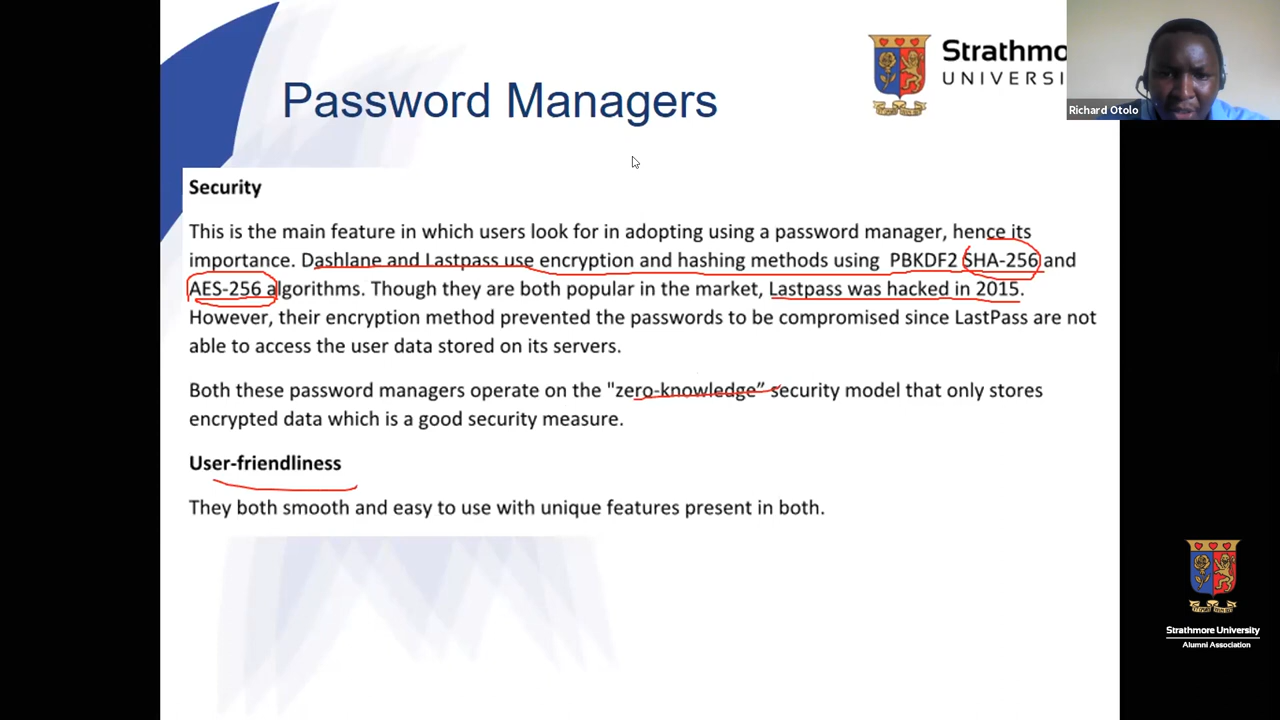 Password Managers
Strathmo
UNIVERSI
Richard Otolo
Security
This is the main feature in which users look for in adopting using a password manager, hence its
importance. Dashlane and Lastpass use encryption and hashing methods using PBKDF2 SHA-256 and
AES-256 algorithms. Though they are both popular in the market, Lastpass was hacked in 2015.
However, their encryption method prevented the passwords to be compromised since LastPass are not
able to access the user data stored on its servers.
Both these password managers operate on the "zero-knowledge” security model that only stores
encrypted data which is a good security measure.
User-friendliness
They both smooth and easy to use with unique features present in both.
Strathmore University
Alumni Association